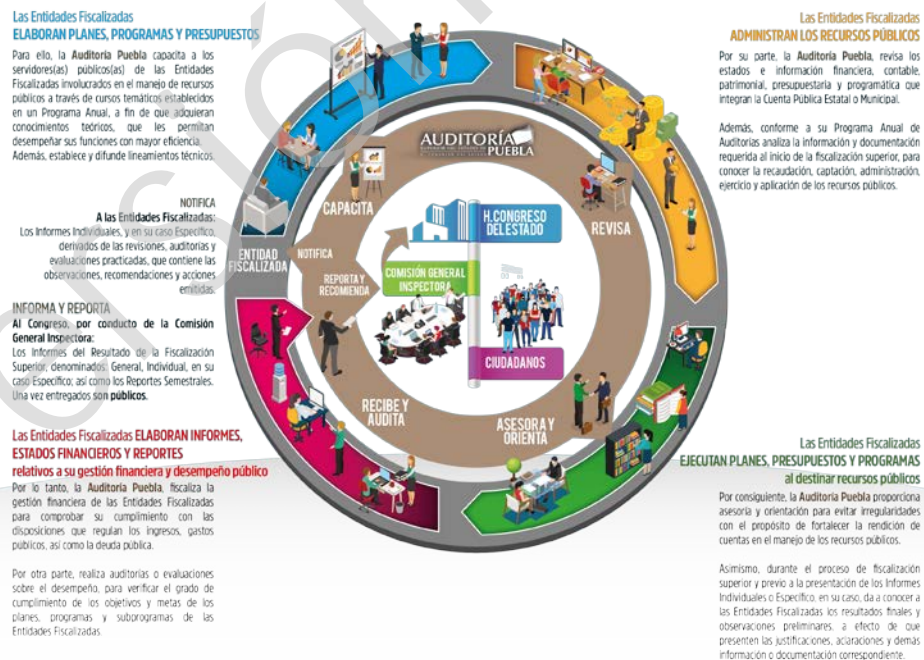 Las Entidades Fiscalizadas
ELABORAN PLANES, PROGRAMAS Y PRESUPUESTOS
Para ello, la Auditoría Puebla capacita a los
servidores(as) públicos(as) de las Entidades
Fiscalizadas involucrados en el manejo de recursos
públicos a través de cursos temáticos establecidos
en un Programa Anual, a fin de que adquieran
conocimientos teóricos, que les permitan
desempeñar sus funciones con mayor eficiencia.
Además, establece y difunde lineamientos técnicos.
NOTIFICA
A las Entidades Fiscalizadas:
Los Informes Individuales, y en su caso Específico,
derivados de las revisiones, auditorías y
evaluaciones practicadas, que contiene las
observaciones, recomendaciones y acciones
emitidas.
INFORMA Y REPORTA
Al Congreso, por conducto de la Comisión
General Inspectora:
Los Informes del Resultado de la Fiscalización
Superior, denominados: General, Individual, en su
caso Específico; así como los Reportes Semestrales.
Una vez entregados son públicos.
Las Entidades Fiscalizadas ELABORAN INFORMES,
ESTADOS FINANCIEROS Y REPORTES
relativos a su gestión financiera y desempeño público
Por lo tanto, la Auditoría Puebla, fiscaliza la
gestión financiera de las Entidades Fiscalizadas
para comprobar su cumplimiento con las
disposiciones que regulan los ingresos, gastos
públicos, así como la deuda pública.
Por otra parte, realiza auditorías o evaluaciones
sobre el desempeño, para verificar el grado de
cumplimiento de los objetivos y metas de los
planes, programas y subprogramas de las
Entidades Fiscalizadas.
AUDITORÍA
PUEBLA
CAPACITA
REVISA
ENTIDAD
FISCALIZADA
NOTIFICA
REPORTA Y
RECOMIENDA
H.CONGRESO
DEL ESTADO
COMISIÓN GENERAL
INSPECTORA
CIUDADANOS
RECIBE Y
AUDITA
ASESORA Y
ORIENTA
Las Entidades Fiscalizadas
ADMINISTRAN LOS RECURSOS PÚBLICOS
Por su parte, la Auditoría Puebla, revisa los
estados e información financiera, contable,
patrimonial, presupuestaria y programática que
integran la Cuenta Pública Estatal o Municipal.
Además, conforme a su Programa Anual de
Auditorías analiza la información y documentación
requerida al inicio de la fiscalización superior, para
conocer la recaudación, captación, administración,
ejercicio y aplicación de los recursos públicos.
Las Entidades Fiscalizadas
EJECUTAN PLANES, PRESUPUESTOS Y PROGRAMAS
al destinar recursos públicos
Por consiguiente, la Auditoría Puebla proporciona
asesoría y orientación para evitar irregularidades
con el propósito de fortalecer la rendición de
cuentas en el manejo de los recursos públicos.
Asimismo, durante el proceso de fiscalización
superior y previo a la presentación de los Informes
Individuales o Específico, en su caso, da a conocer a
las Entidades Fiscalizadas los resultados finales y
observaciones preliminares, a efecto de que
presenten las justificaciones, aclaraciones y demás
información o documentación correspondiente.